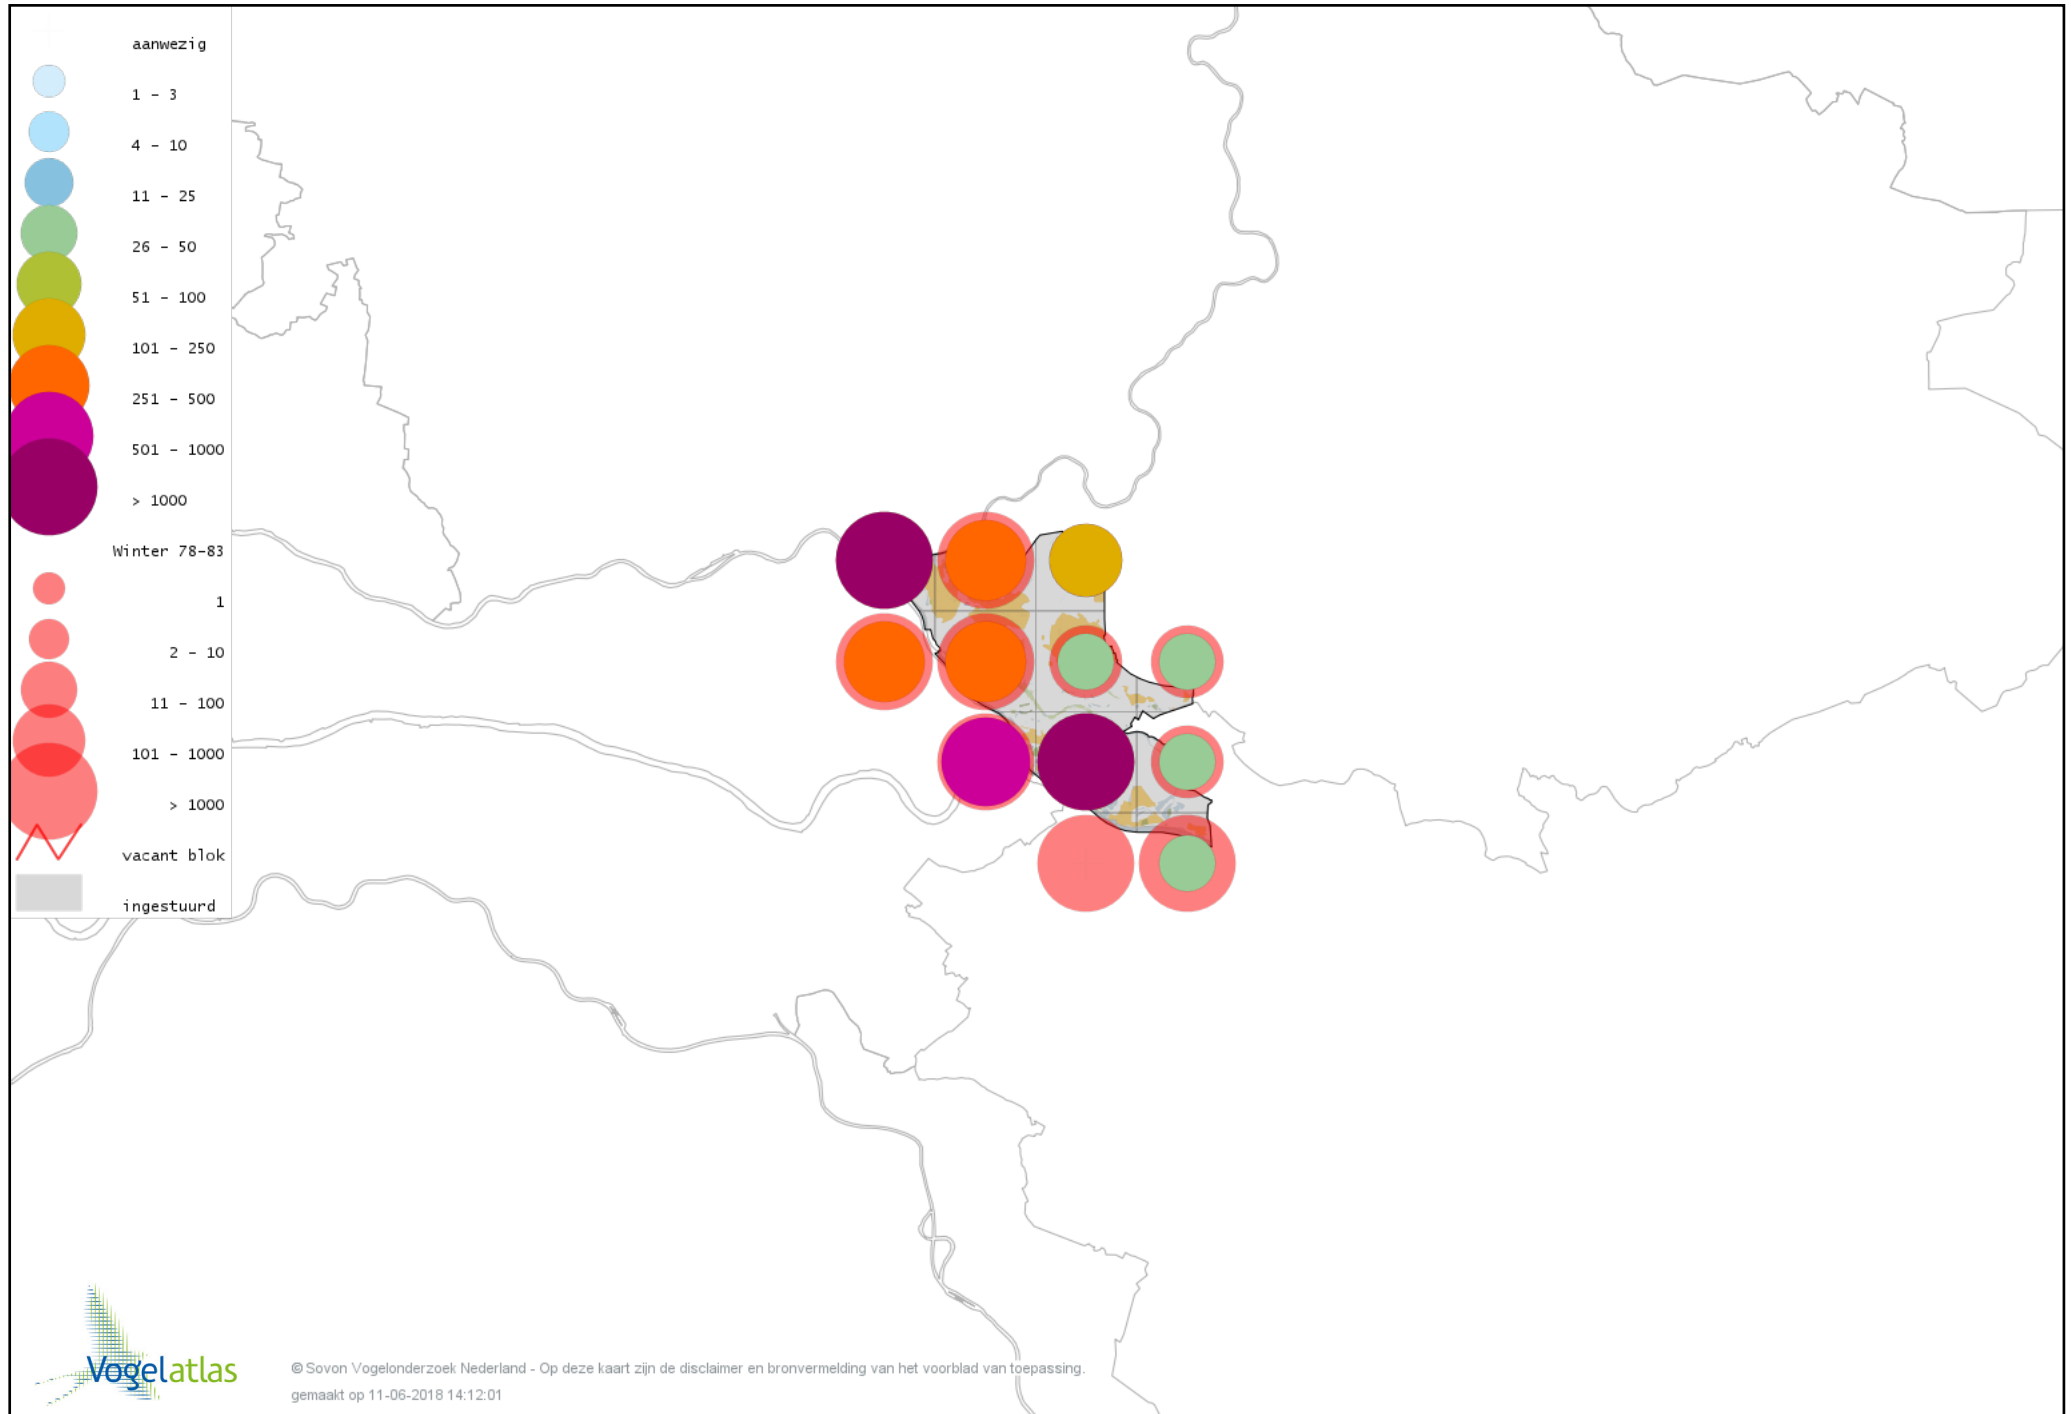 aanwezig
1 - 3
4 - 10
11 - 25
26 - 50
51 - 100
101 - 250
251 - 500
501 - 1000
> 1000
Winter 78-83
1
2 - 10
11 - 100
101 - 1000
> 1000
vacant blok
ingestuurd
Vogelatlas
© Sovon Vogelonderzoek Nederland - Op deze kaart zijn de disclaimer en bronvermelding van het voorblad van toepassing.
gemaakt op 11-06-2018 14:12:01